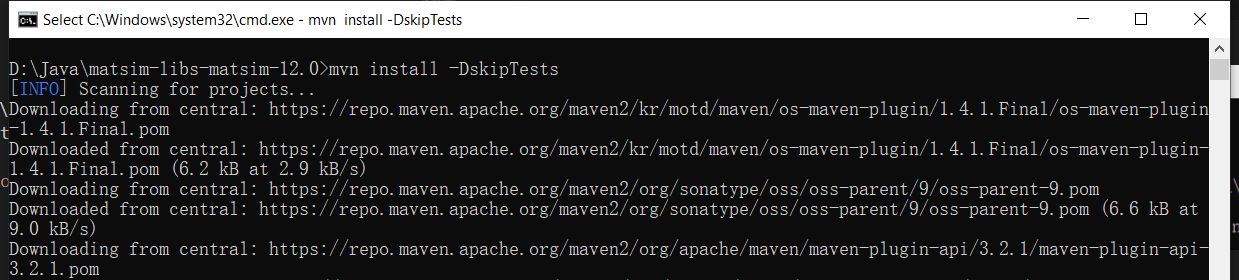 Select C:\Windows\system32\cmd.exe - mvn  install -DskipTests
D:\Java\matsim-libs-matsim-12.0>mvn install -DskipTests
[INFO] Scanning for projects...
Downloading from central: https://repo.maven.apache.org/maven2/kr/motd/maven/os-maven-plugin/1.4.1.Final/os-maven-plugin
-1.4.1.Final.pom
Downloaded from central: https://repo.maven.apache.org/maven2/kr/motd/maven/os-maven-plugin/1.4.1.Final/os-maven-plugin-
1.4.1.Final.pom (6.2 kB at 2.9 kB/s)
Downloading from central: https://repo.maven.apache.org/maven2/org/sonatype/oss/oss-parent/9/oss-parent-9.pom
Downloaded from central: https://repo.maven.apache.org/maven2/org/sonatype/oss/oss-parent/9/oss-parent-9.pom (6.6 kB at
9.0 kB/s)
Downloading from central: https://repo.maven.apache.org/maven2/org/apache/maven/maven-plugin-api/3.2.1/maven-plugin-api-
3.2.1.pom